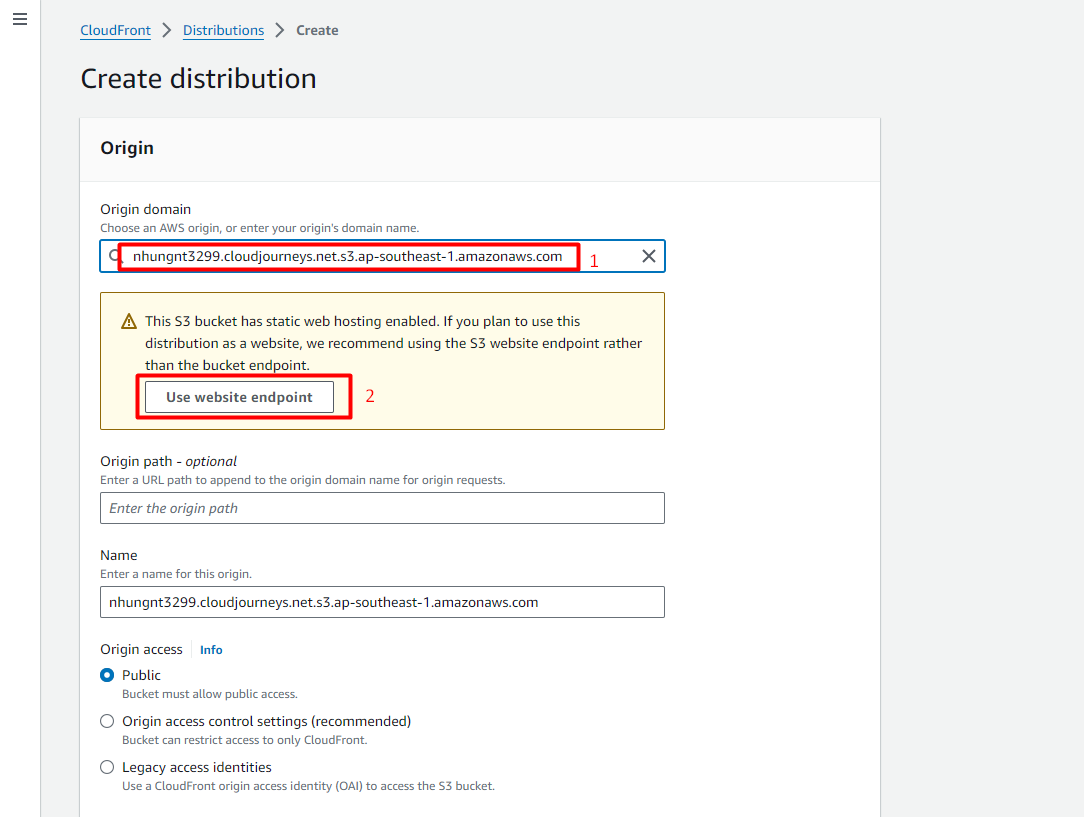 CloudFront > Distributions > Create
Create distribution
Origin
Origin domain
Choose an AWS origin, or enter your origin's domain name.
nhungnt3299.cloudjourneys.net.s3.ap-southeast-1.amazonaws.com 1
This S3 bucket has static web hosting enabled. If you plan to use this
distribution as a website, we recommend using the S3 website endpoint rather
than the bucket endpoint.
Use website endpoint 2
Origin path - optional
Enter a URL path to append to the origin domain name for origin requests.
Enter the origin path
Name
Enter a name for this origin.
nhungnt3299.cloudjourneys.net.s3.ap-southeast-1.amazonaws.com
Origin access Info
Public
Bucket must allow public access.
Origin access control settings (recommended)
Bucket can restrict access to only CloudFront.
Legacy access identities
Use a CloudFront origin access identity (OAI) to access the S3 bucket.